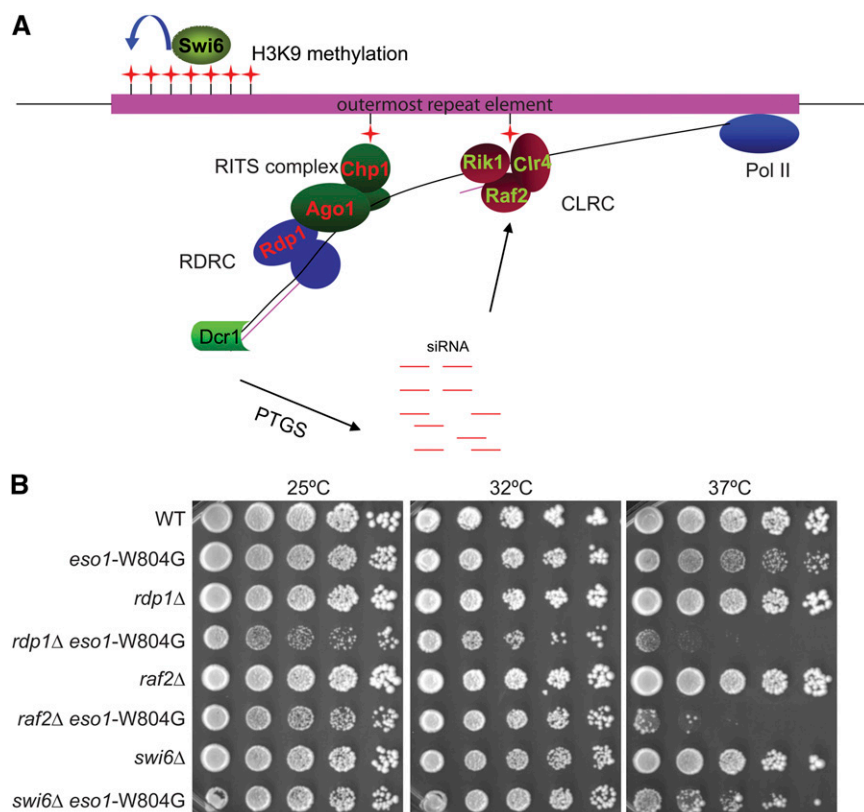 A
Swi6
H3K9 methylation
outermost repeat element
RITS complex
Chp1
Rik1
Clr4
Pol II
Ago1
Raf2
CLRC
Rdp1
RDRC
Dcr1
siRNA
PTGS
B
25ºC 32ºC 37ºC
WT
eso1-W804G
rdp1Δ
rdp1Δ eso1-W804G
raf2Δ
raf2Δ eso1-W804G
swi6Δ
swi6Δ eso1-W804G